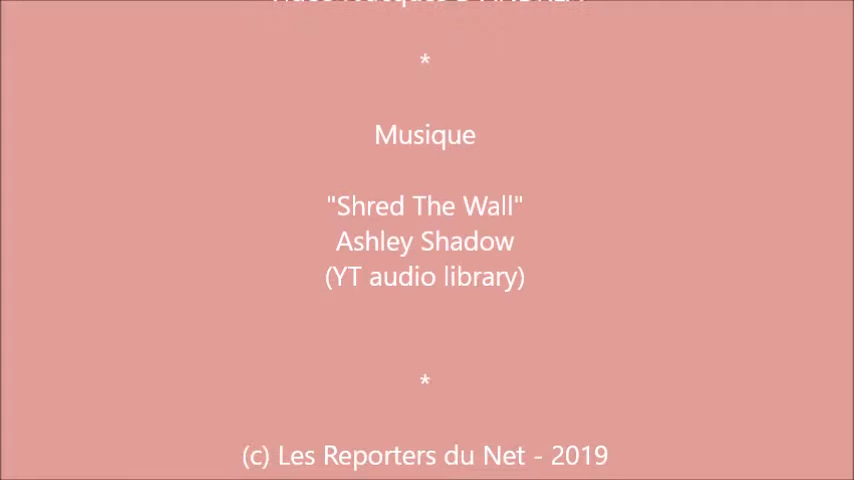 *
Musique
"Shred The Wall"
Ashley Shadow
(YT audio library)
*
(c) Les Reporters du Net - 2019